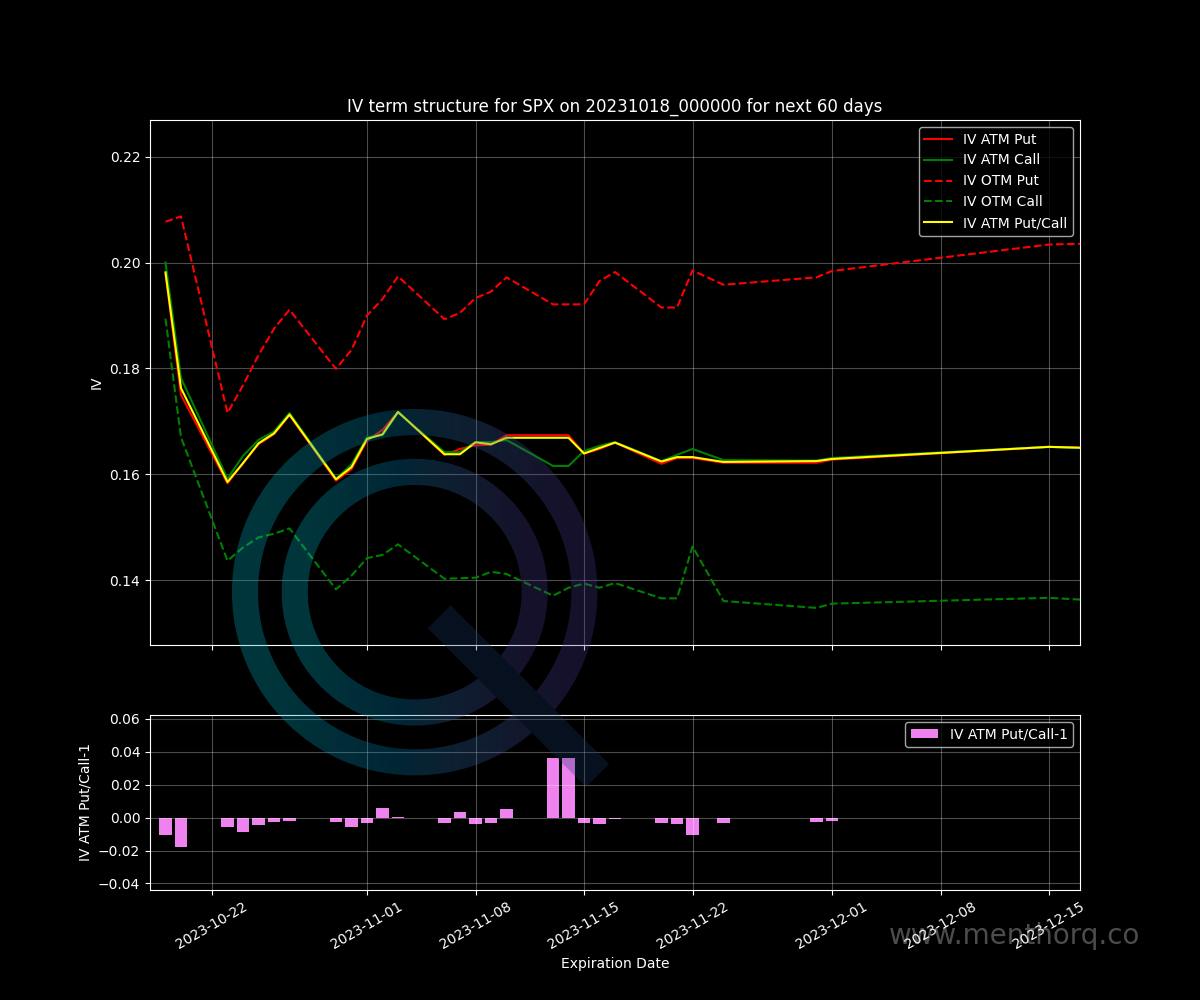 IV term structure for SPX on 20231018_000000 for next 60 days
IV ATM Put
IV ATM Call
IV OTM Put
IV OTM Call
IV ATM Put/Call
0.22
0.20
0.18
0.16
0.14
IV
IV ATM Put/Call-1
0.06
0.04
0.02
0.00
−0.02
−0.04
IV ATM Put/Call-1
2023-10-22
2023-11-01
2023-11-08
2023-11-15
2023-11-22
2023-12-01
2023-12-08
2023-12-15
Expiration Date
www.menthorq.co